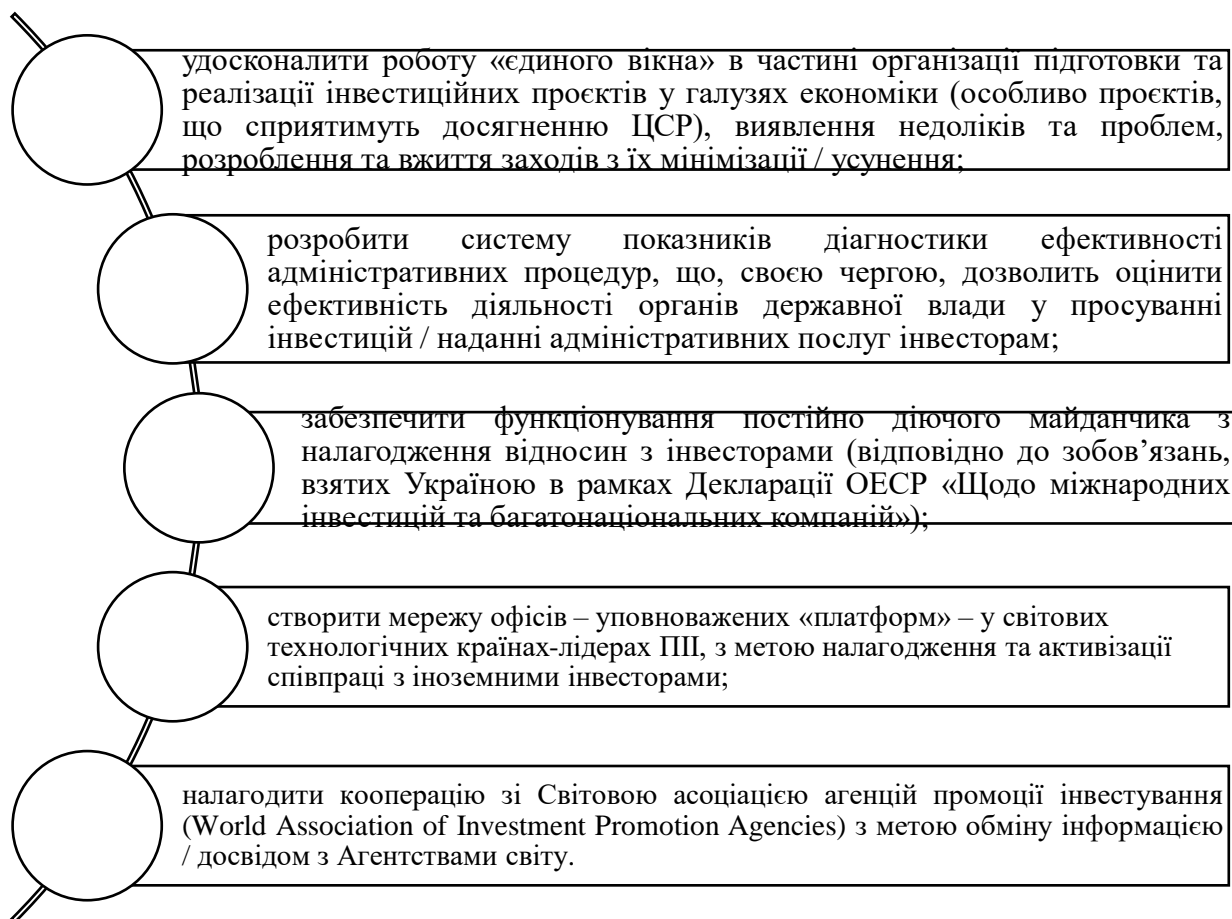 удосконалити роботу «єдиного вікна» в частині організації підготовки та
реалізації інвестиційних проєктів у галузях економіки (особливо проєктів,
що сприятимуть досягненню ЦСР), виявлення недоліків та проблем,
розроблення та вжиття заходів з їх мінімізації / усунення;
розробити систему показників діагностики ефективності
адміністративних процедур, що, своєю чергою, дозволить оцінити
ефективність діяльності органів державної влади у просуванні
інвестицій / наданні адміністративних послуг інвесторам;
забезпечити функціонування постійно діючого майданчика з
налагодження відносин з інвесторами (відповідно до зобов’язань,
взятих Україною в рамках Декларації ОЕСР «Щодо міжнародних
інвестицій та багатонаціональних компаній»);
створити мережу офісів – уповноважених «платформ» – у світових
технологічних країнах-лідерах ПІІ, з метою налагодження та активізації
співпраці з іноземними інвесторами;
налагодити кооперацію зі Світовою асоціацією агенцій промоції інвестування
(World Association of Investment Promotion Agencies) з метою обміну інформацією
/ досвідом з Агентствами світу.